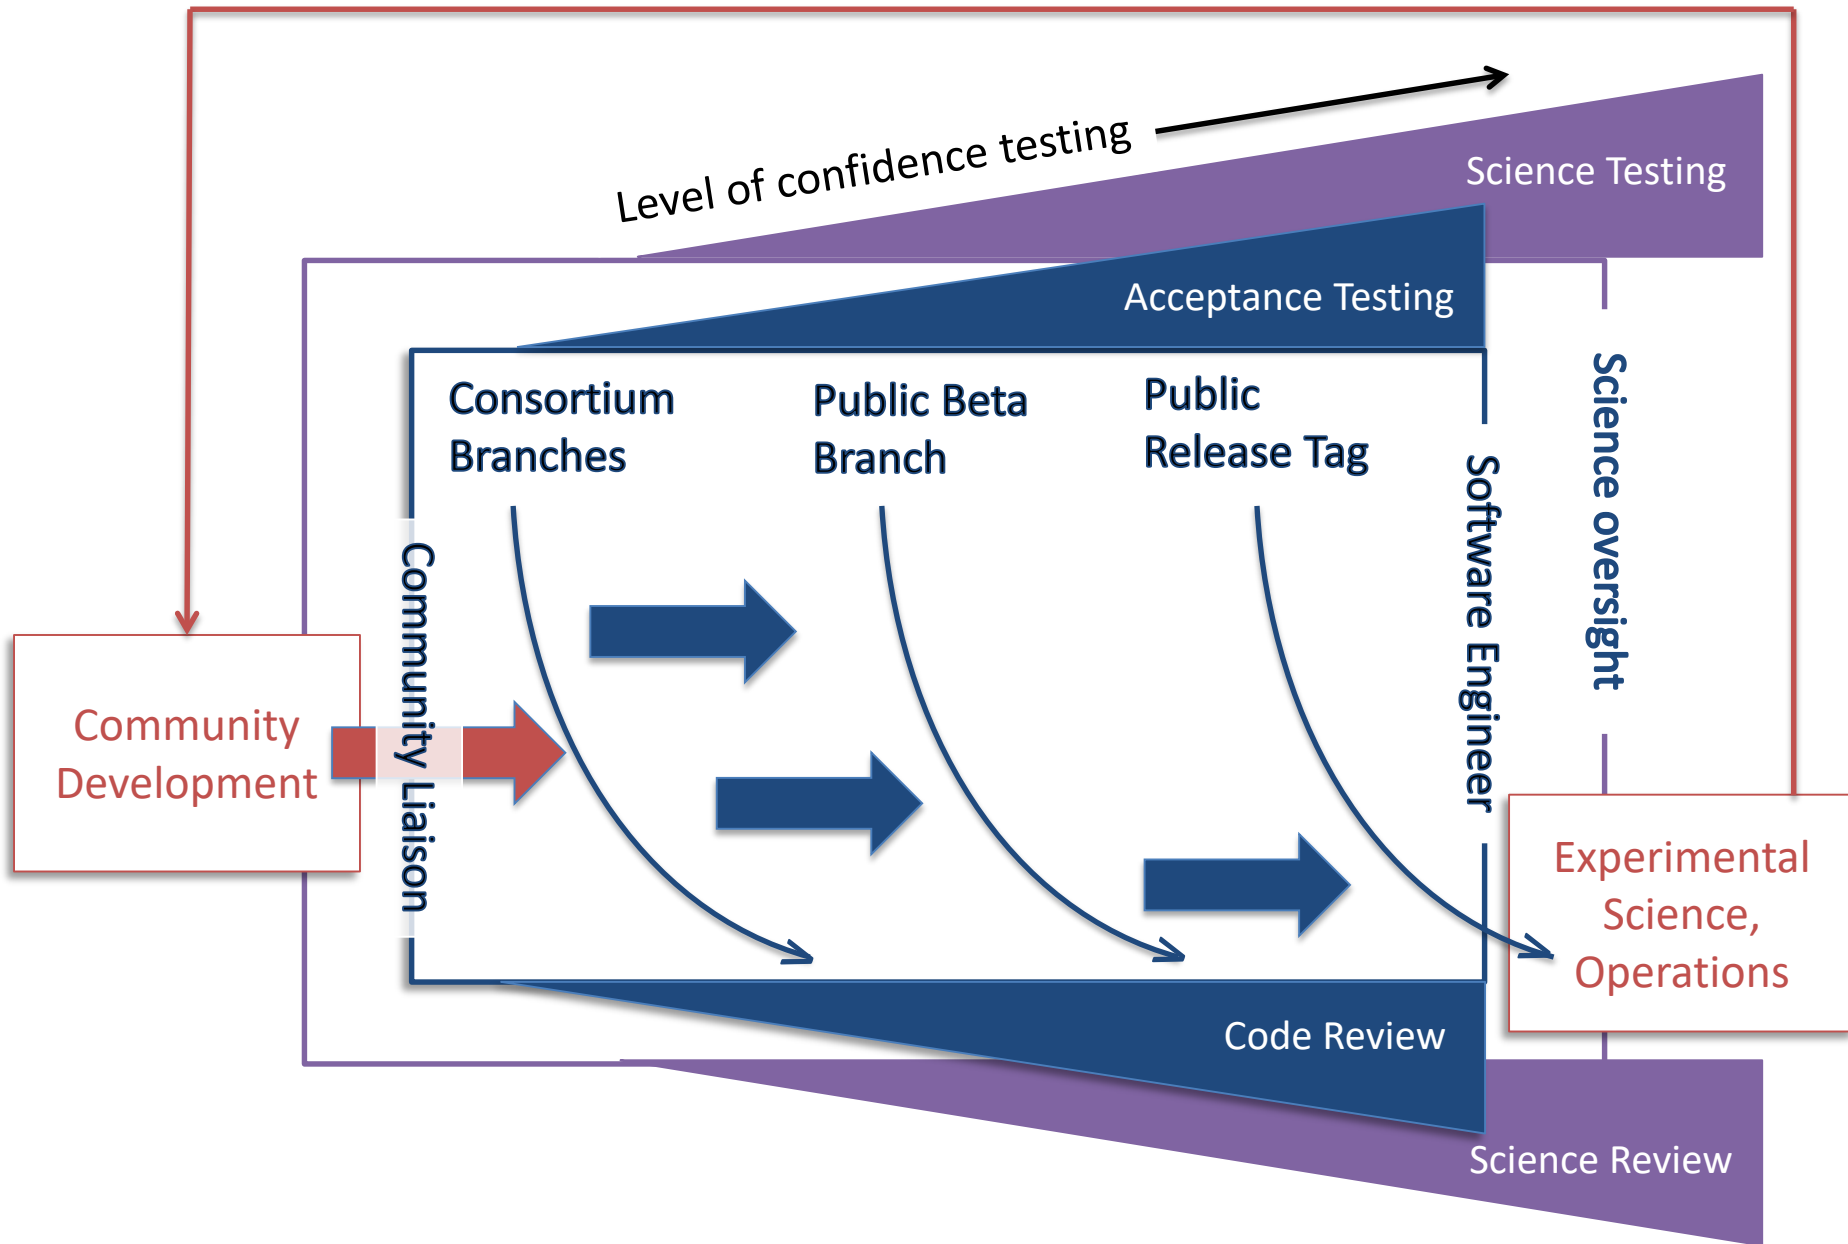 Level of confidence testing
Science Testing
Acceptance Testing
Consortium
Branches
Public Beta
Branch
Public
Release Tag
Community Liaison
Software Engineer
Science oversight
Community
Development
Experimental
Science,
Operations
Code Review
Science Review